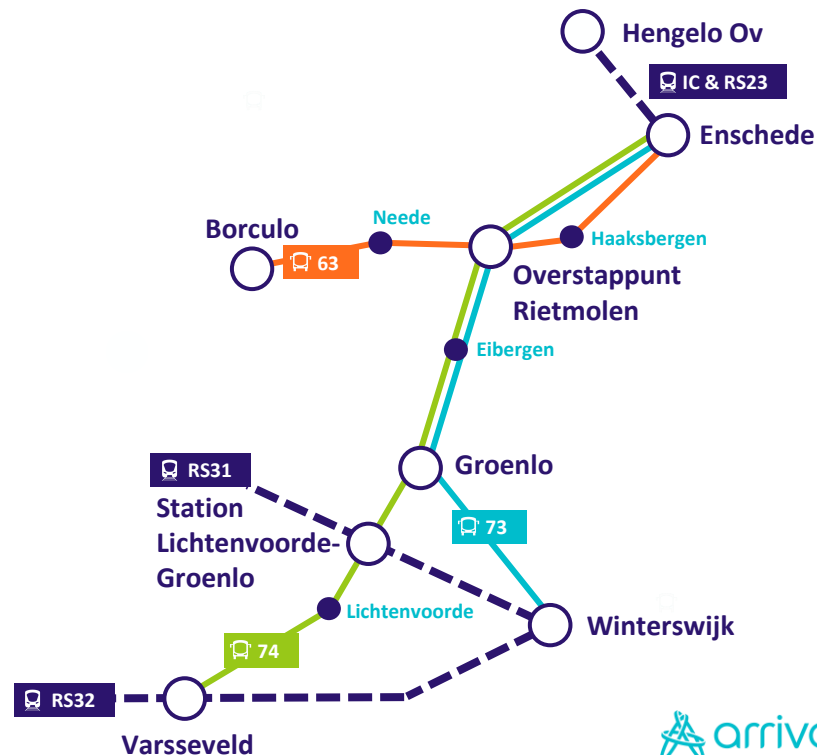 Hengelo Ov
IC & RS23
Enschede
Neede
Borculo
63
Haaksbergen
Overstappunt
Rietmolen
Eibergen
RS31
Groenlo
Station
Lichtenvoorde-
Groenlo
73
Lichtenvoorde
Winterswijk
74
RS32
Varsseveld
arriva